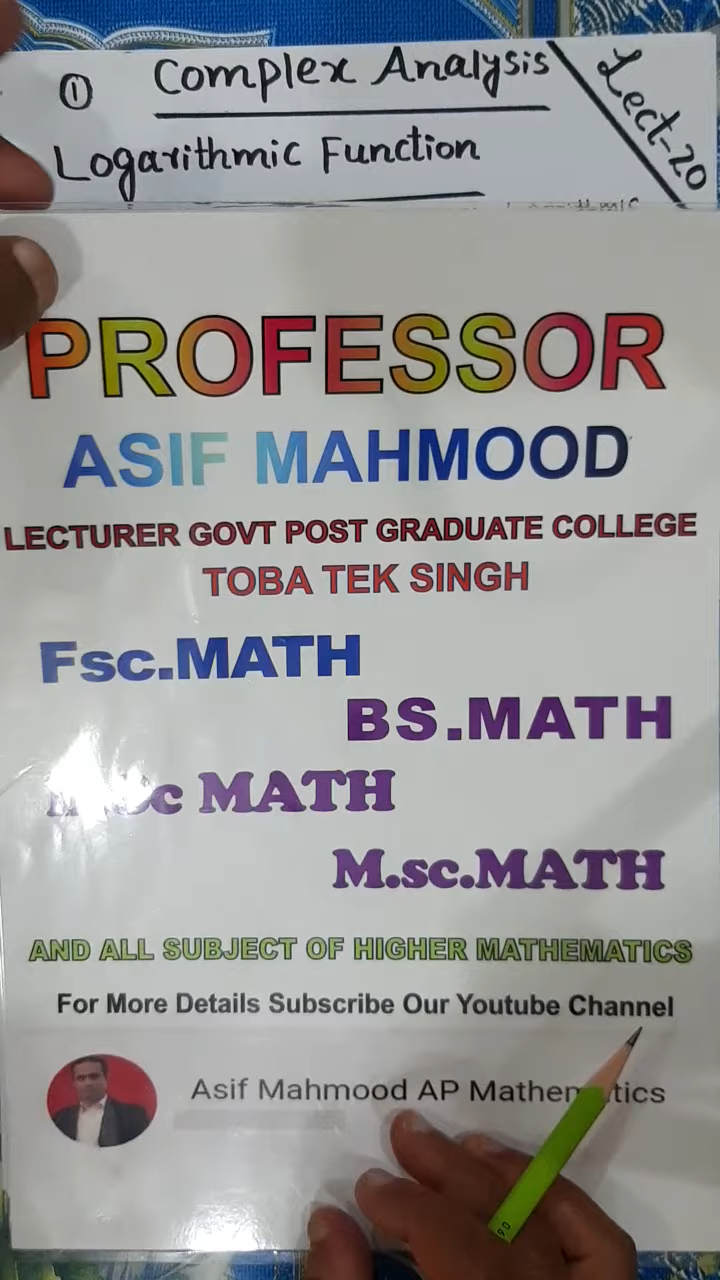 ① Complex Analysis
Lect-20
Logarithmic Function
PROFESSOR
ASIF MAHMOOD
LECTURER GOVT POST GRADUATE COLLEGE
TOBA TEK SINGH
Fsc.MATH
BS.MATH
MATH
M.sc.MATH
AND ALL SUBJECT OF HIGHER MATHEMATICS
For More Details Subscribe Our Youtube Channel
Asif Mahmood AP Mathematics